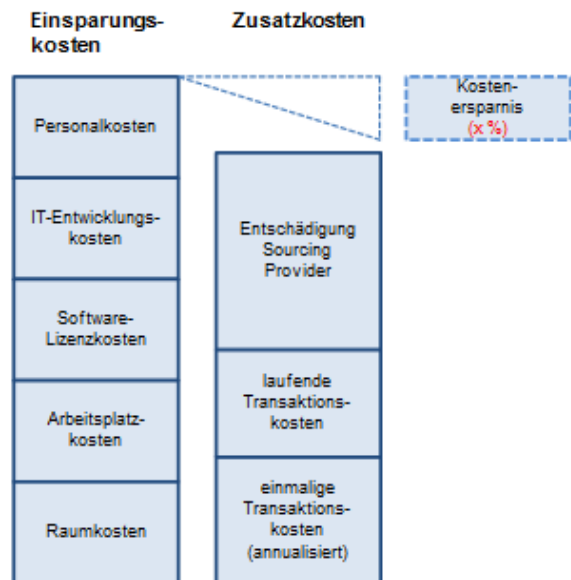 Einsparungs-
kosten
Zusatzkosten
Personalkosten
IT-Entwicklungs-
kosten
Software-
Lizenzkosten
Arbeitsplatz-
kosten
Raumkosten
Entschädigung
Sourcing
Provider
laufende
Transaktions-
kosten
einmalige
Transaktions-
kosten
(annualisiert)
Kosten-
ersparnis
(x %)